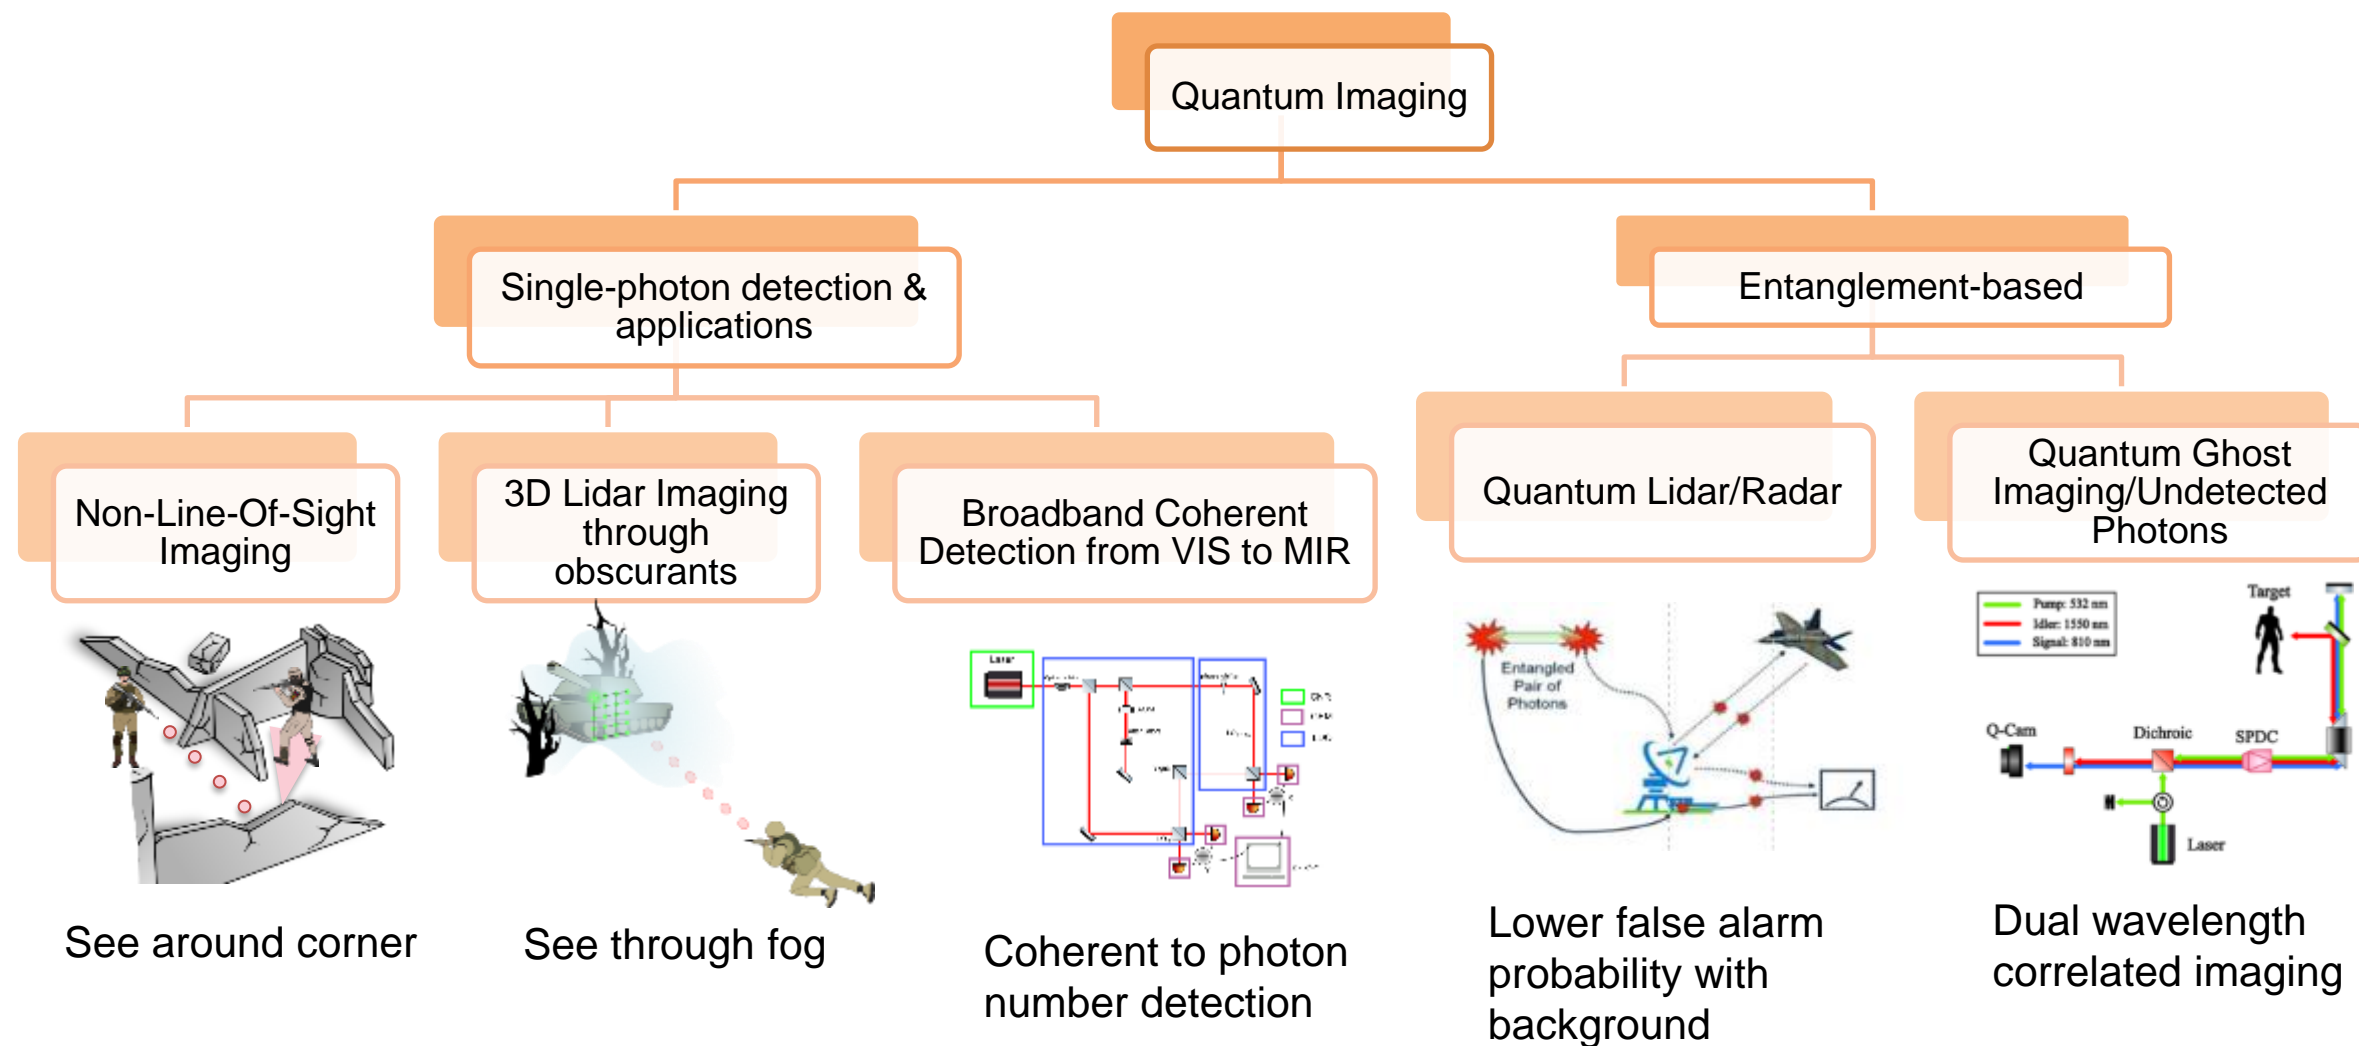 Quantum Imaging
Single-photon detection &
applications
Entanglement-based
Non-Line-Of-Sight
Imaging
3D Lidar Imaging
through
obscurants
Broadband Coherent
Detection from VIS to MIR
Quantum Lidar/Radar
Quantum Ghost
Imaging/Undetected
Photons
Laser
Entangled
Pair of
Photons
Pump: 532 nm
Idler: 1550 nm
Signal: 810 nm
Target
Q-Cam
Dichroic
SPDC
Laser
See around corner
See through fog
Coherent to photon
number detection
Lower false alarm
probability with
background
Dual wavelength
correlated imaging